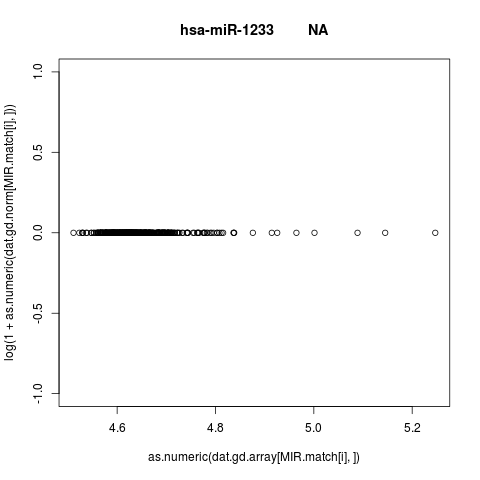 hsa-miR-1233 NA
log(1 + as.numeric(dat.gd.norm[MIR.match[i], ]))
1.0
0.5
0.0
-0.5
-1.0
4.6 4.8 5.0 5.2
as.numeric(dat.gd.array[MIR.match[i], ])